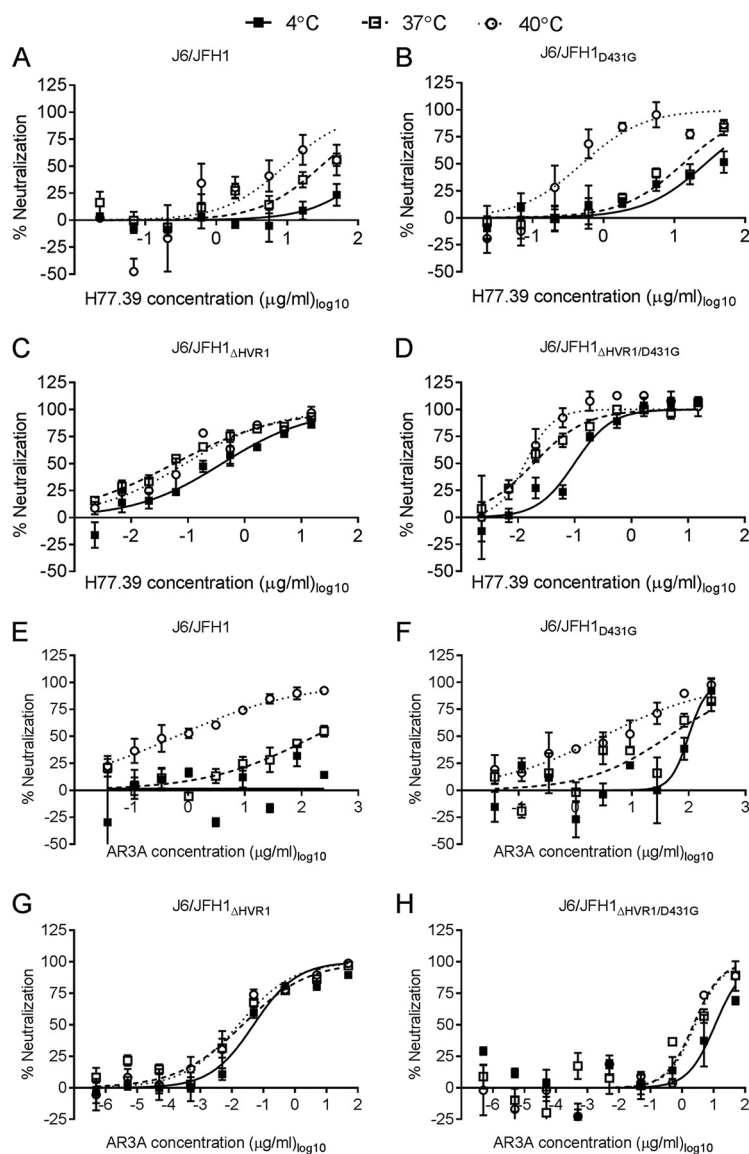 4°C 37°C 40°C
A J6/JFH1
B J6/JFH1D431G
% Neutralization
125
100
75
50
25
0
-25
-50
-1 0 1 2
H77.39 concentration (μg/ml)log10
% Neutralization
125
100
75
50
25
0
-25
-50
-1 0 1 2
H77.39 concentration (μg/ml)log10
C J6/JFH1ΔHVR1
D J6/JFH1ΔHVR1/D431G
% Neutralization
125
100
75
50
25
0
-25
-50
-2 -1 0 1 2
H77.39 concentration (μg/ml)log10
% Neutralization
125
100
75
50
25
0
-25
-50
-2 -1 0 1 2
H77.39 concentration (μg/ml)log10
E J6/JFH1
F J6/JFH1D431G
% Neutralization
125
100
75
50
25
0
-25
-50
-1 0 1 2 3
AR3A concentration (μg/ml)log10
% Neutralization
125
100
75
50
25
0
-25
-50
-1 0 1 2 3
AR3A concentration (μg/ml)log10
G J6/JFH1ΔHVR1
H J6/JFH1ΔHVR1/D431G
% Neutralization
125
100
75
50
25
0
-25
-6 -5 -4 -3 -2 -1 0 1 2
AR3A concentration (μg/ml)log10
% Neutralization
125
100
75
50
25
0
-25
-6 -5 -4 -3 -2 -1 0 1 2
AR3A concentration (μg/ml)log10